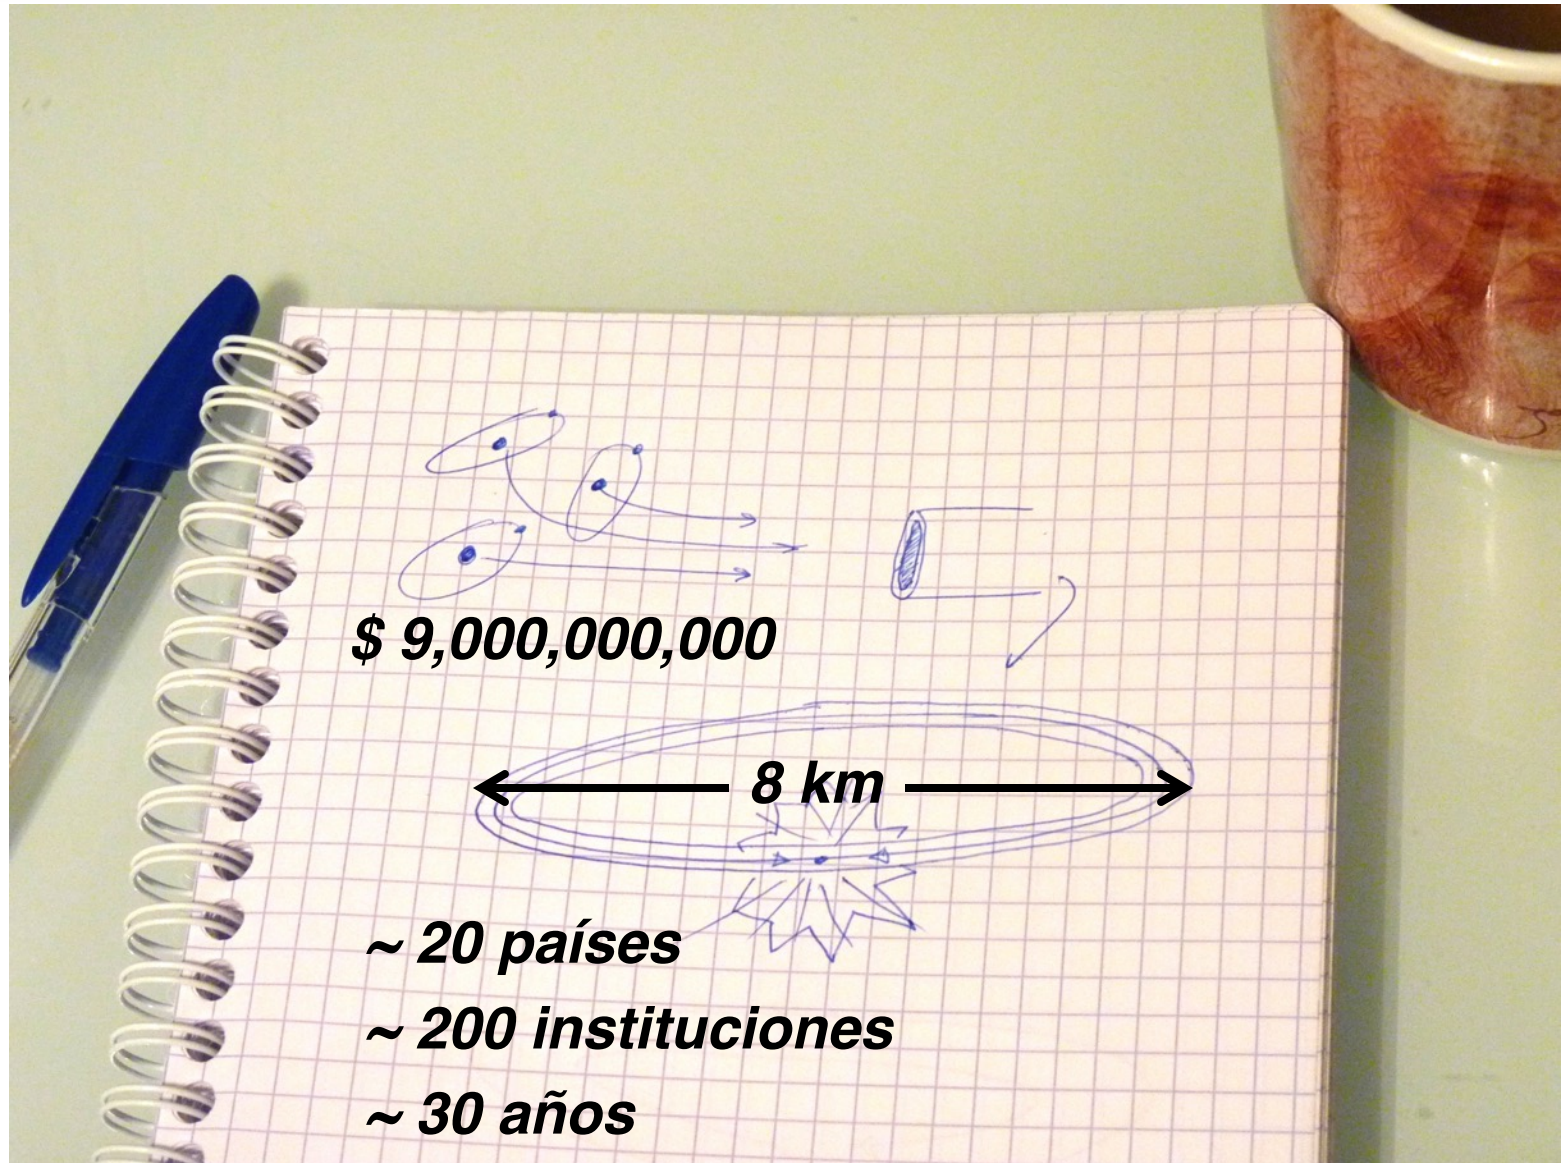 $ 9,000,000,000
8 km
~ 20 países
~ 200 instituciones
~ 30 años